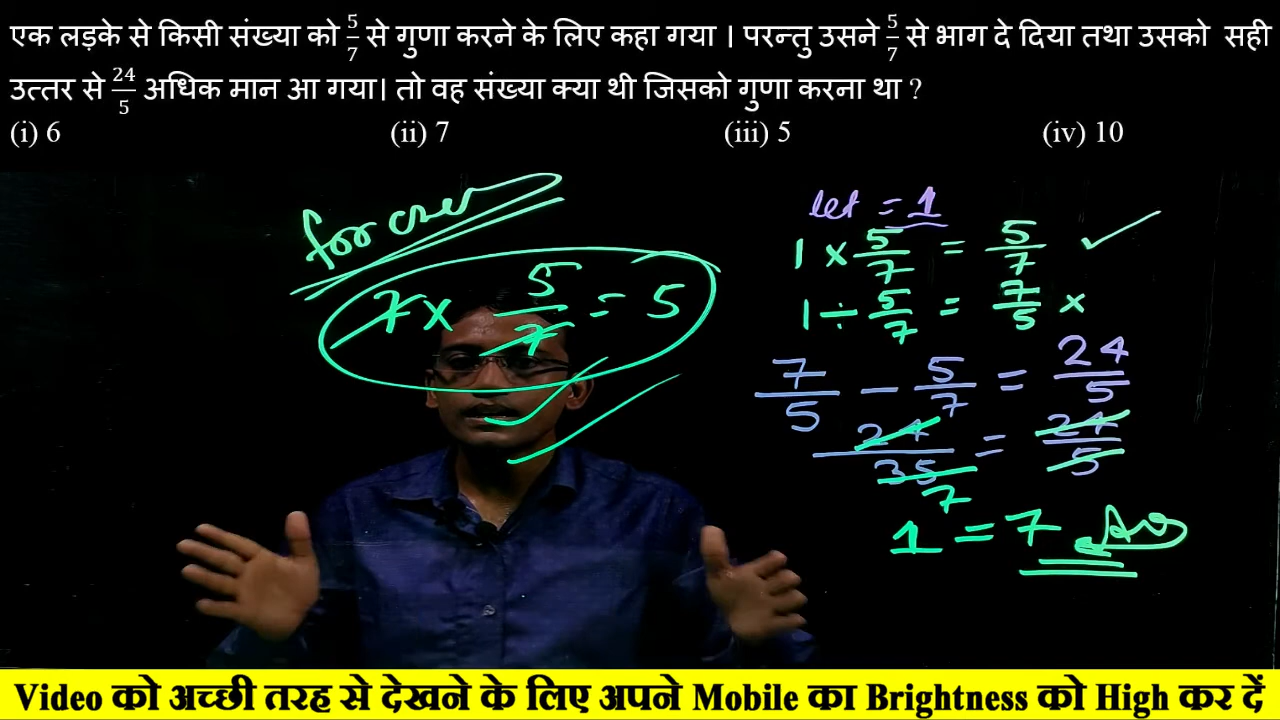 एक लड़के से किसी संख्या को 5/7 से गुणा करने के लिए कहा गया । परन्तु उसने 5/7 से भाग दे दिया तथा उसको सही
उत्तर से 24/5 अधिक मान आ गया। तो वह संख्या क्या थी जिसको गुणा करना था ?
(i) 6 (ii) 7 (iii) 5 (iv) 10
let = 1
1 × 5/7 = 5/7 ✓
1 ÷ 5/7 = 7/5 ×
7 × 5/7 = 5
7/5 − 5/7 = 24/5
24/35 = 24/5
7
1 = 7 Ans
Video को अच्छी तरह से देखने के लिए अपने Mobile का Brightness को High कर दें